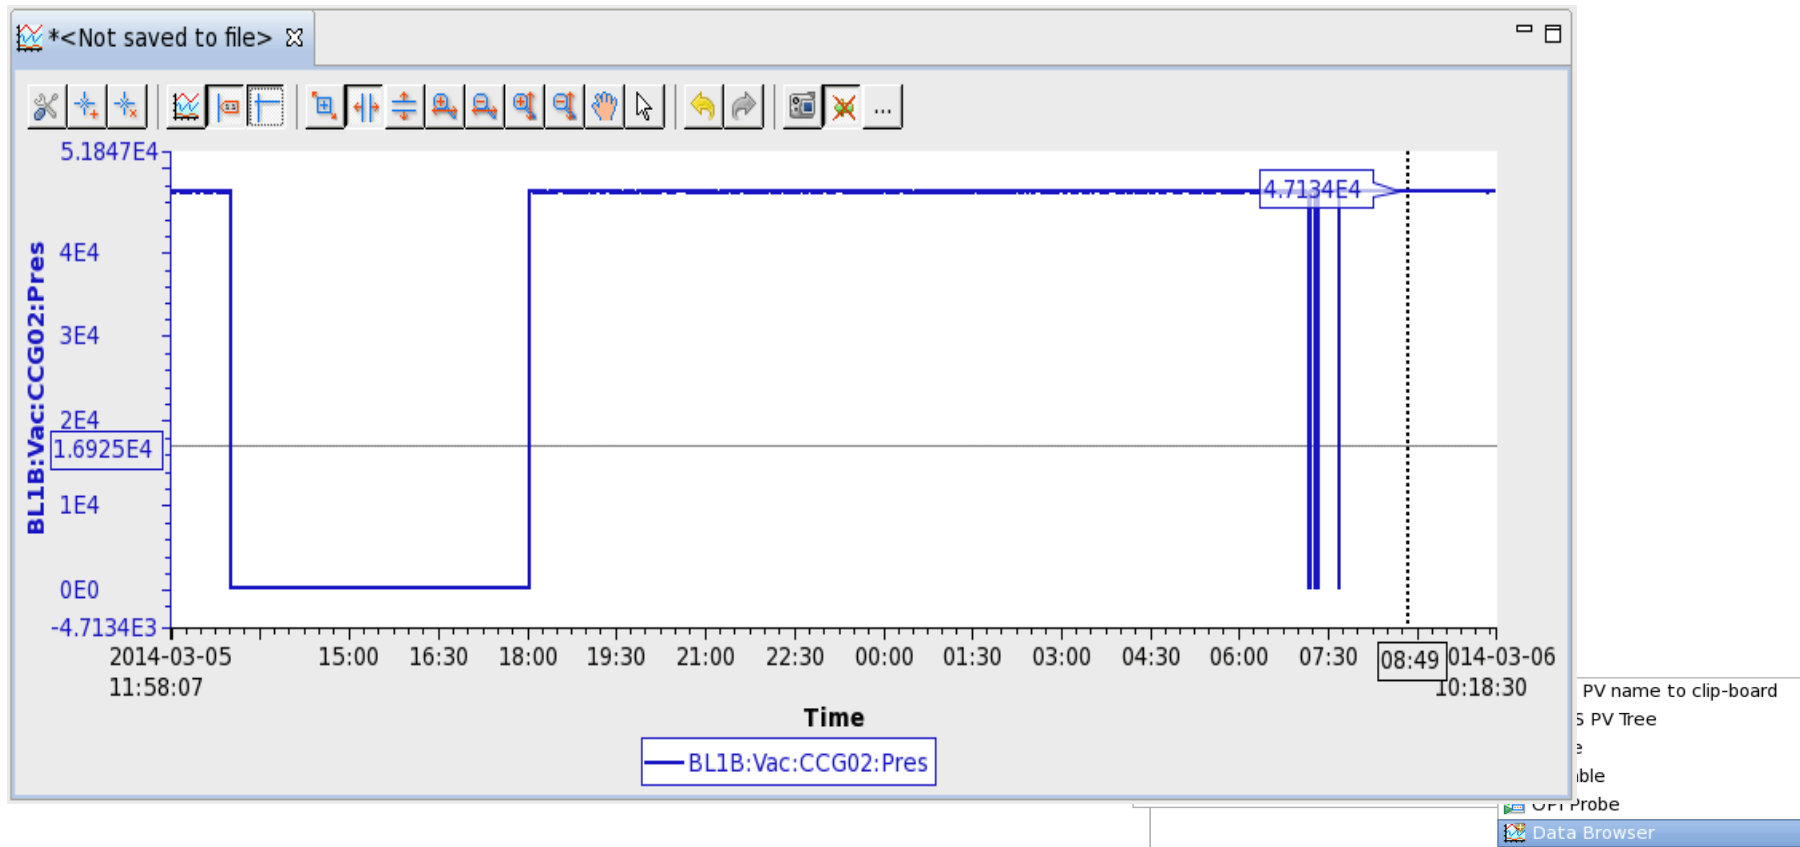 *<Not saved to file>
...
5.1847E4
4E4
3E4
2E4
1.6925E4
1E4
0E0
-4.7134E3
BL1B:Vac:CCG02:Pres
4.7134E4
2014-03-05 15:00 16:30 18:00 19:30 21:00 22:30 00:00 01:30 03:00 04:30 06:00 07:30 08:49 014-03-06
11:58:07 10:18:30
Time
BL1B:Vac:CCG02:Pres
PV name to clip-board
S PV Tree
e
able
OPI Probe
Data Browser